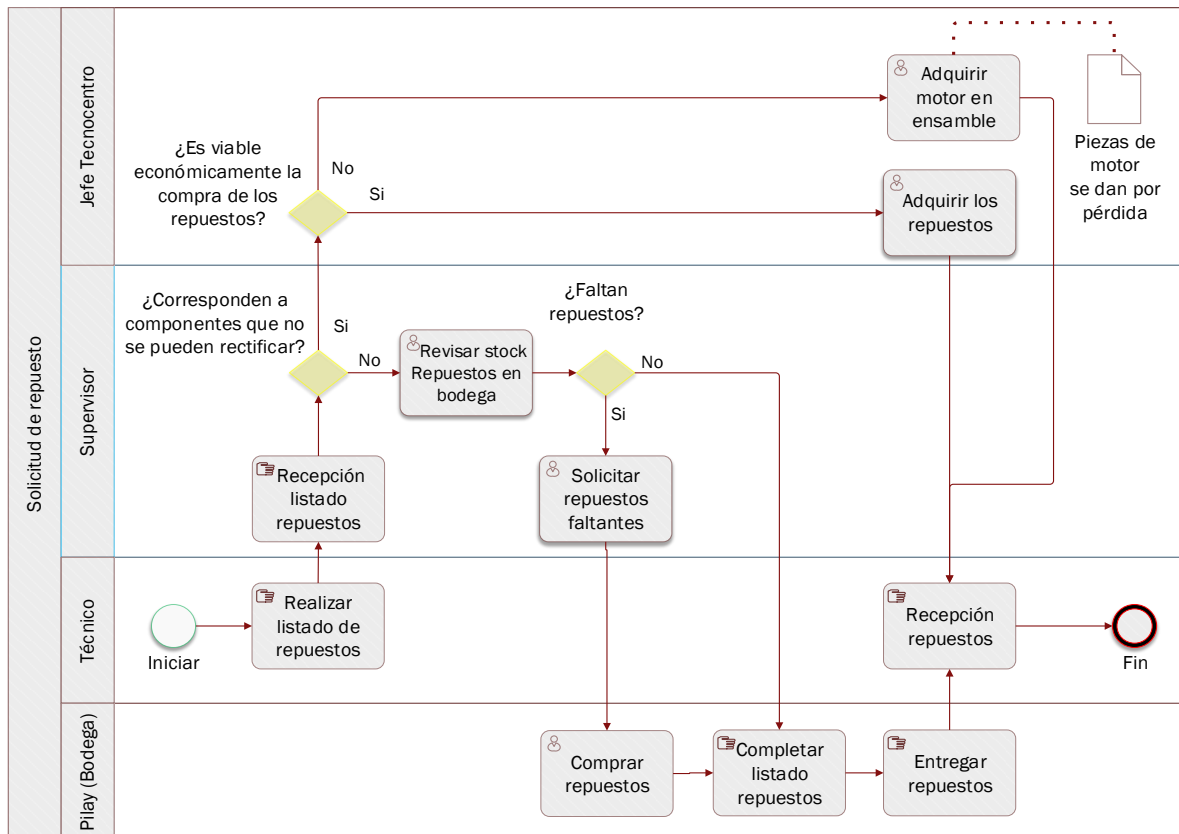 Solicitud de repuesto
Jefe Tecnocentro
¿Es viable
económicamente la
compra de los
repuestos?
No
Si
Adquirir
motor en
ensamble
Piezas de
motor
se dan por
pérdida
Adquirir los
repuestos
Supervisor
¿Corresponden a
componentes que no
se pueden rectificar?
Si
No
Revisar stock
Repuestos en
bodega
¿Faltan
repuestos?
No
Si
Recepción
listado
repuestos
Solicitar
repuestos
faltantes
Técnico
Iniciar
Realizar
listado de
repuestos
Recepción
repuestos
Fin
Pilay (Bodega)
Comprar
repuestos
Completar
listado
repuestos
Entregar
repuestos